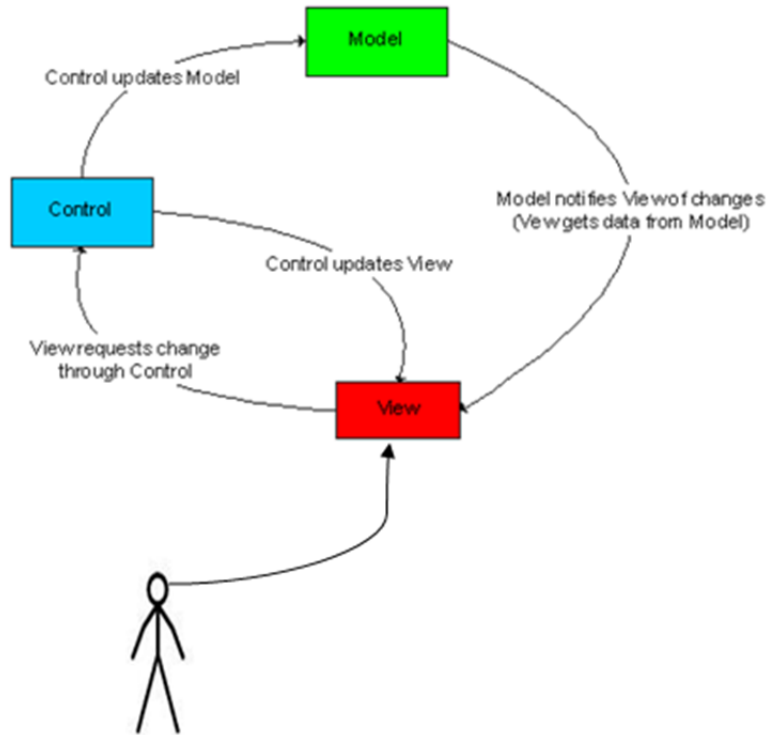 Model
Control updates Model
Control
Model notifies View of changes
(Vew gets data from Model)
Control updates View
View requests change
through Control
View